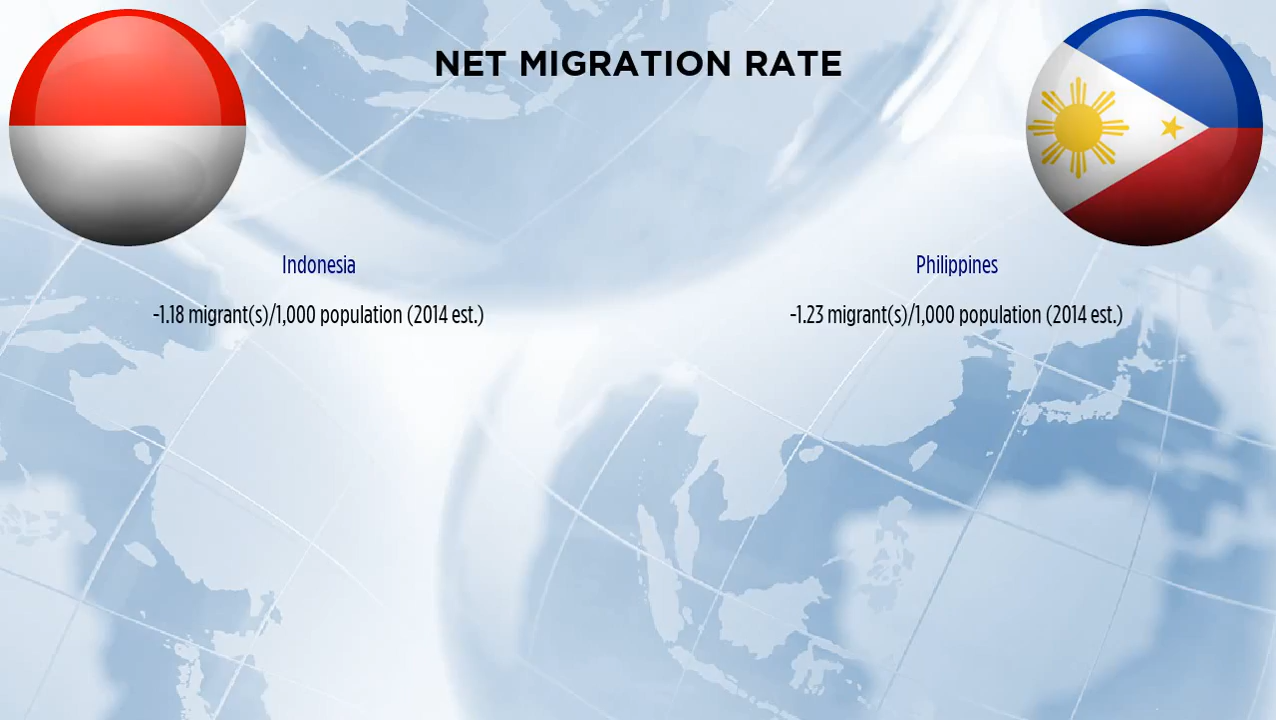 NET MIGRATION RATE
Indonesia
Philippines
-1.18 migrant(s)/1,000 population (2014 est.)
-1.23 migrant(s)/1,000 population (2014 est.)